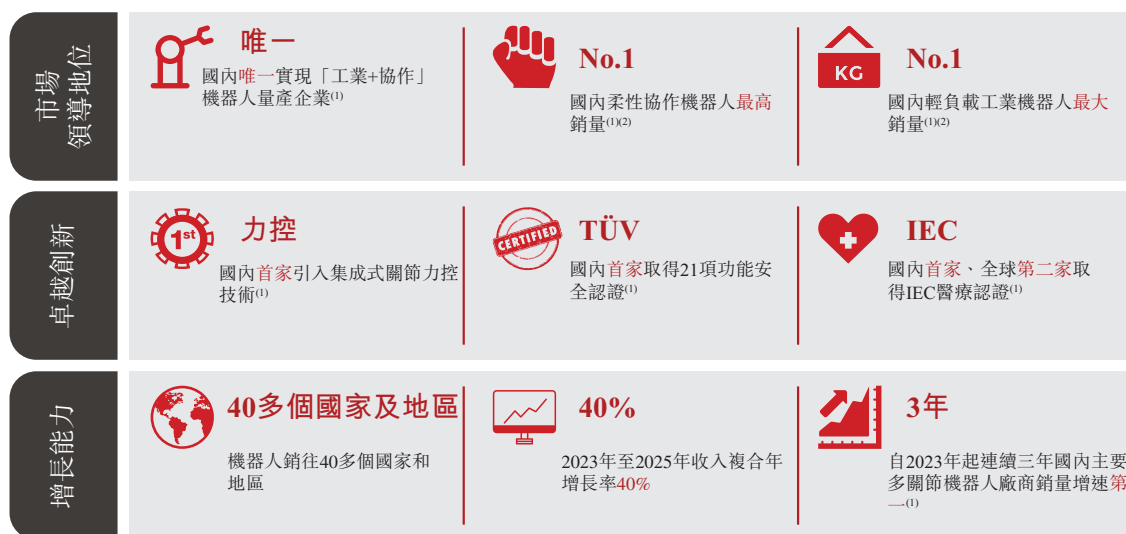 市場
領導地位
唯一
國內唯一實現「工業+協作」
機器人量產企業(1)
No.1
國內柔性協作機器人最高
銷量(1)(2)
KG
No.1
國內輕負載工業機器人最大
銷量(1)(2)
卓越創新
1st
力控
國內首家引入集成式關節力控
技術(1)
CERTIFIED
TÜV
國內首家取得21項功能安
全認證(1)
IEC
國內首家、全球第二家取
得IEC醫療認證(1)
增長能力
40多個國家及地區
機器人銷往40多個國家和
地區
40%
2023年至2025年收入複合年
增長率40%
3年
自2023年起連續三年國內主要
多關節機器人廠商銷量增速第
一(1)